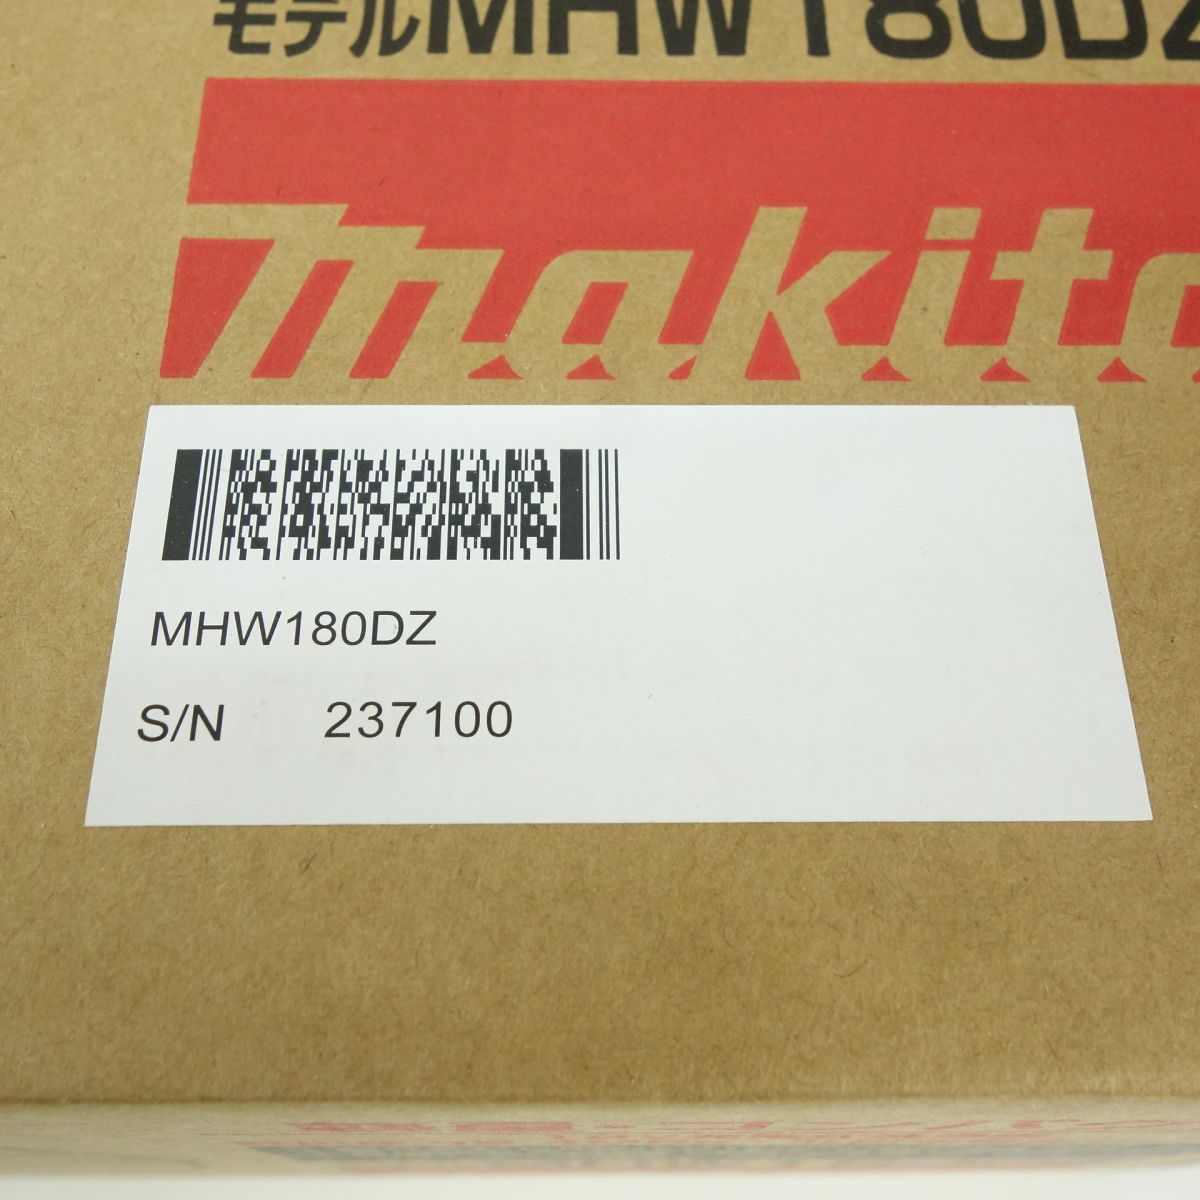 モデルMHW180DZ
makita
MHW180DZ
S/N 237100